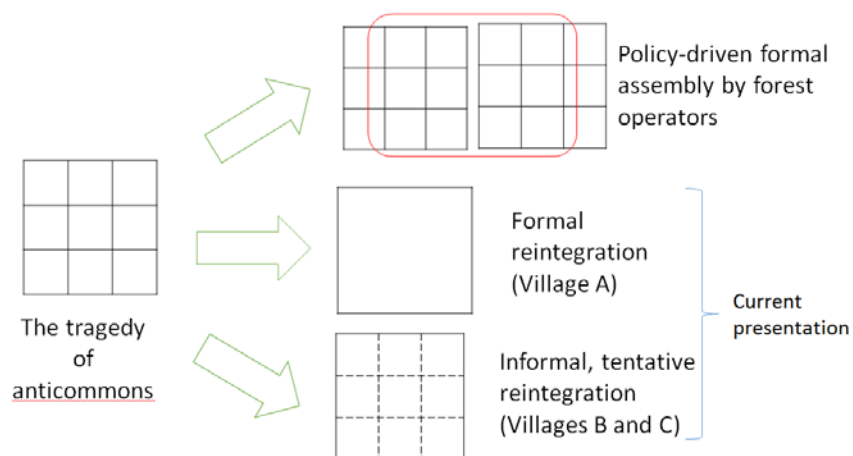 Policy-driven formal
assembly by forest
operators
Formal
reintegration
(Village A)
The tragedy
of
anticommons
Current
presentation
Informal, tentative
reintegration
(Villages B and C)